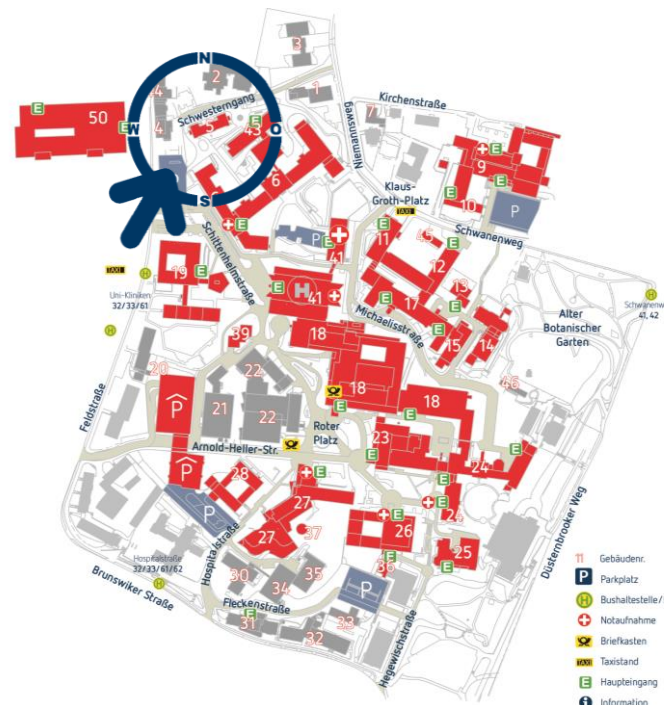 N
3
2
1
4
Kirchenstraße
50
E
E
Schwesterngang
E
7
W
4
5
43
O
Niemannsweg
9
E
6
Klaus-
Groth-Platz
E
E
S
TAXI
10
P
E
P
E
11
E
45
E
Schwanenweg
41
12
19
E
Schittenhelmstraße
TAXI
H
Uni-Kliniken
32/33/61
E
H
41
E
17
13
E
H
41, 42
Alter
Botanischer
Garten
H
18
Michaelisstraße
E
15
14
39
20
22
18
46
Feldstraße
P
21
22
E
18
E
Roter
Platz
Arnold-Heller-Str.
23
E
E
P
28
E
24
E
P
27
E
24
Düsternbrooker Weg
27
37
26
E
E
25
Hospitalstraße
32/33/61/62
H
Hospitalstraße
E
36
E
30
34
35
P
Brunswiker Straße
Fleckenstraße
E
31
33
32
Hegewischstraße
11 Gebäudenr.
P Parkplatz
H Bushaltestelle/
Notaufnahme
Briefkasten
TAXI Taxistand
E Haupteingang
i Information